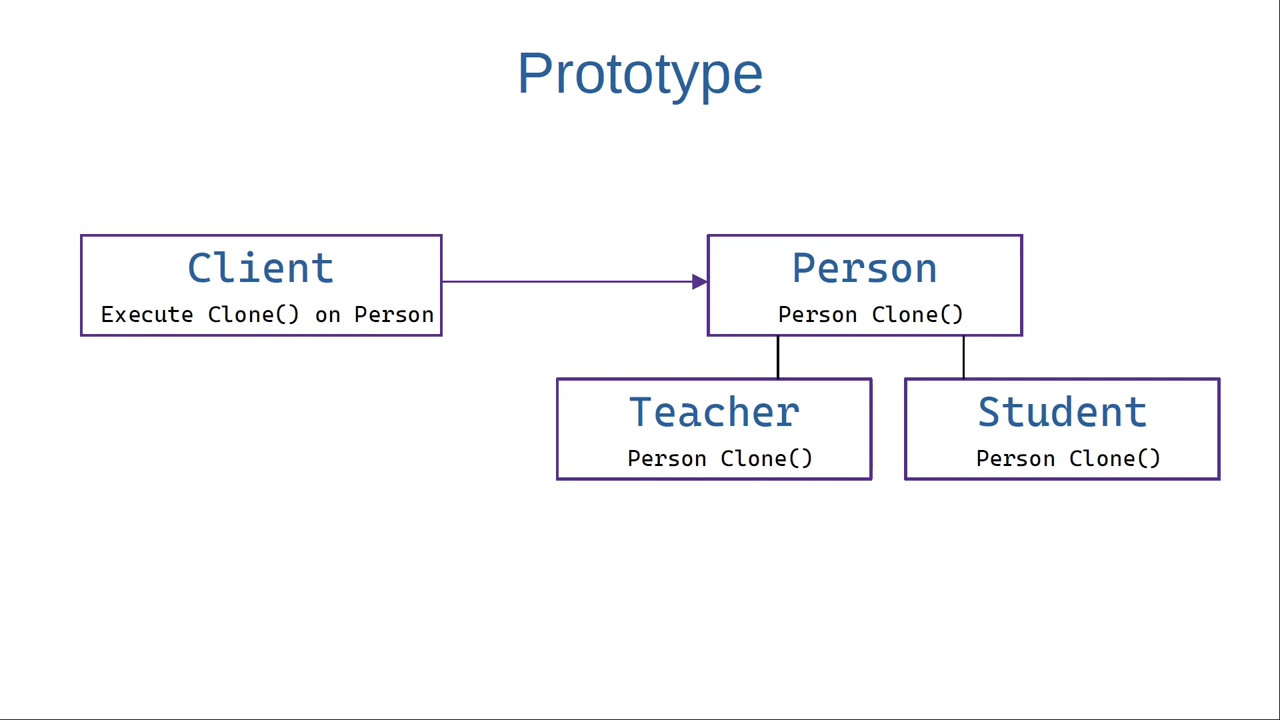 Prototype
Client
Execute Clone() on Person
Person
Person Clone()
Teacher
Person Clone()
Student
Person Clone()